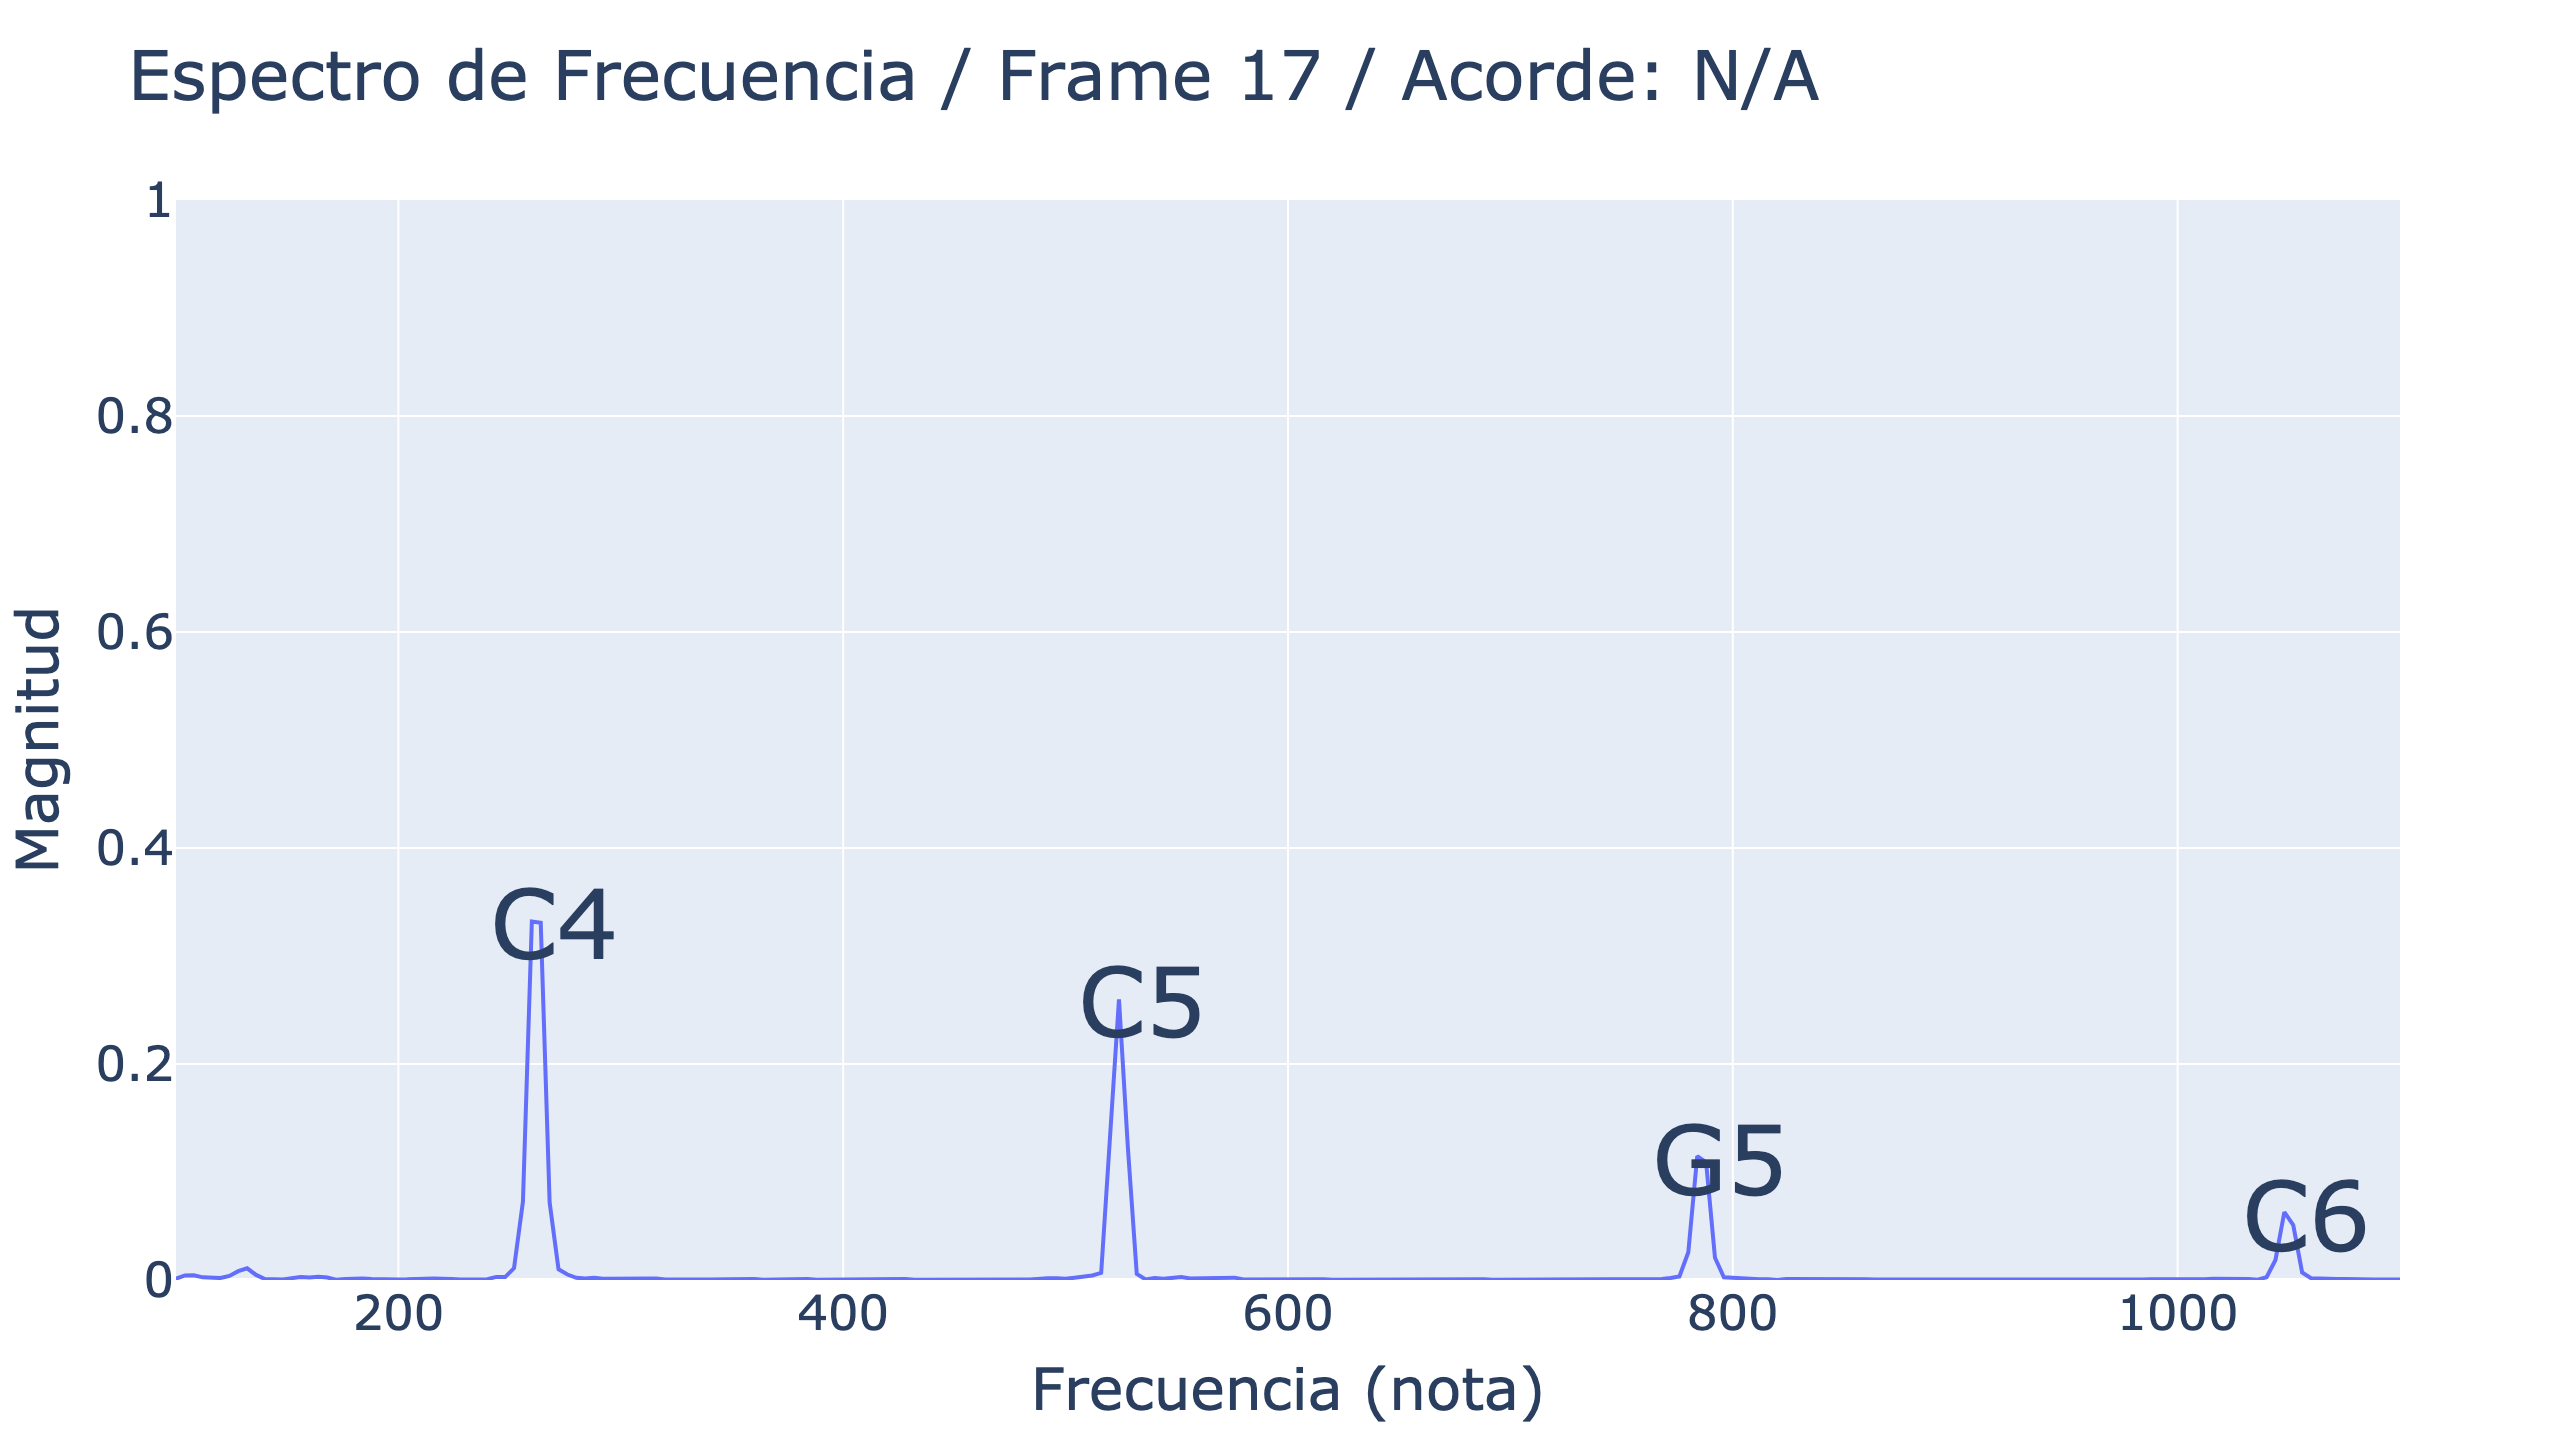 Espectro de Frecuencia / Frame 17 / Acorde: N/A
1
0.8
0.6
0.4
0.2
0
Magnitud
C4
C5
G5
C6
200 400 600 800 1000
Frecuencia (nota)